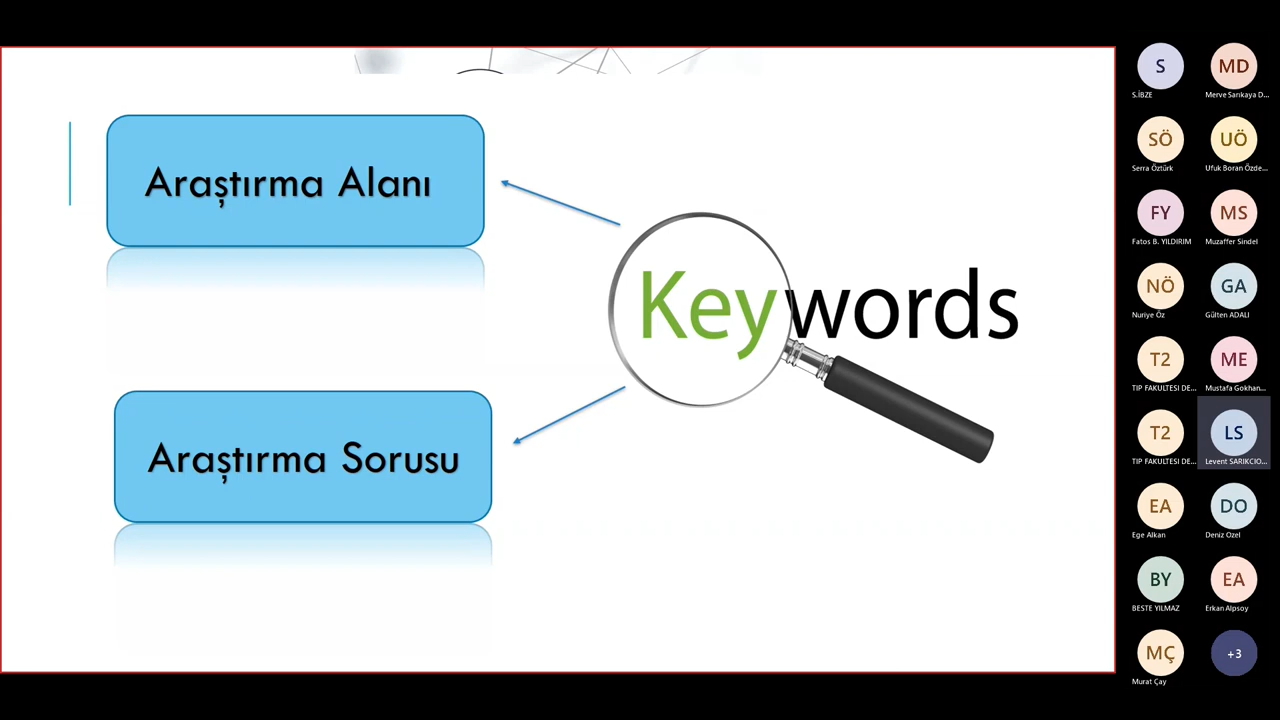 Araştırma Alanı
Keywords
Araştırma Sorusu
S
MD
S.İBZE
Merve Sarıkaya D...
SÖ
UÖ
Serra Öztürk
Ufuk Boran Özde...
FY
MS
Fatos B. YILDIRIM
Muzaffer Sindel
NÖ
GA
Nuriye Öz
Gülten ADALI
T2
ME
TIP FAKULTESI DE...
Mustafa Gokhan...
T2
LS
TIP FAKULTESI DE...
Levent SARIKCIO...
EA
DO
Ege Alkan
Deniz Ozel
BY
EA
BESTE YILMAZ
Erkan Alpsoy
MÇ
+3
Murat Çay